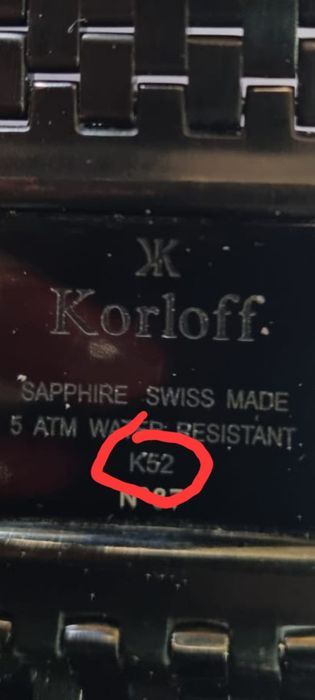 Korloff
SAPPHIRE SWISS MADE
5 ATM WATER RESISTANT
K52